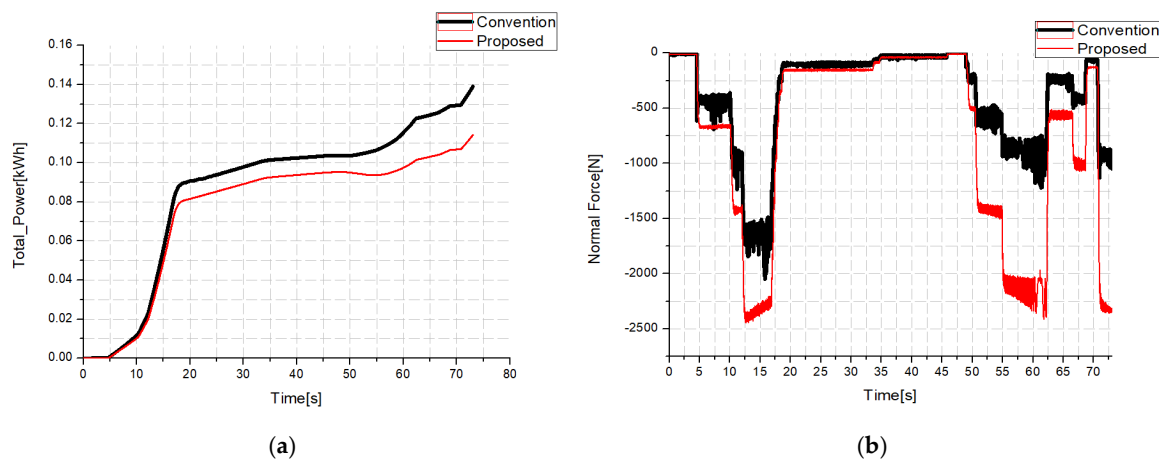 Convention
Proposed
0.16
0.14
0.12
0.10
0.08
0.06
0.04
0.02
0.00
Total_Power[kWh]
0 10 20 30 40 50 60 70 80
Time[s]
(a)
Convention
Proposed
0
-500
-1000
-1500
-2000
-2500
Normal Force[N]
0 5 10 15 20 25 30 35 40 45 50 55 60 65 70
Time[s]
(b)